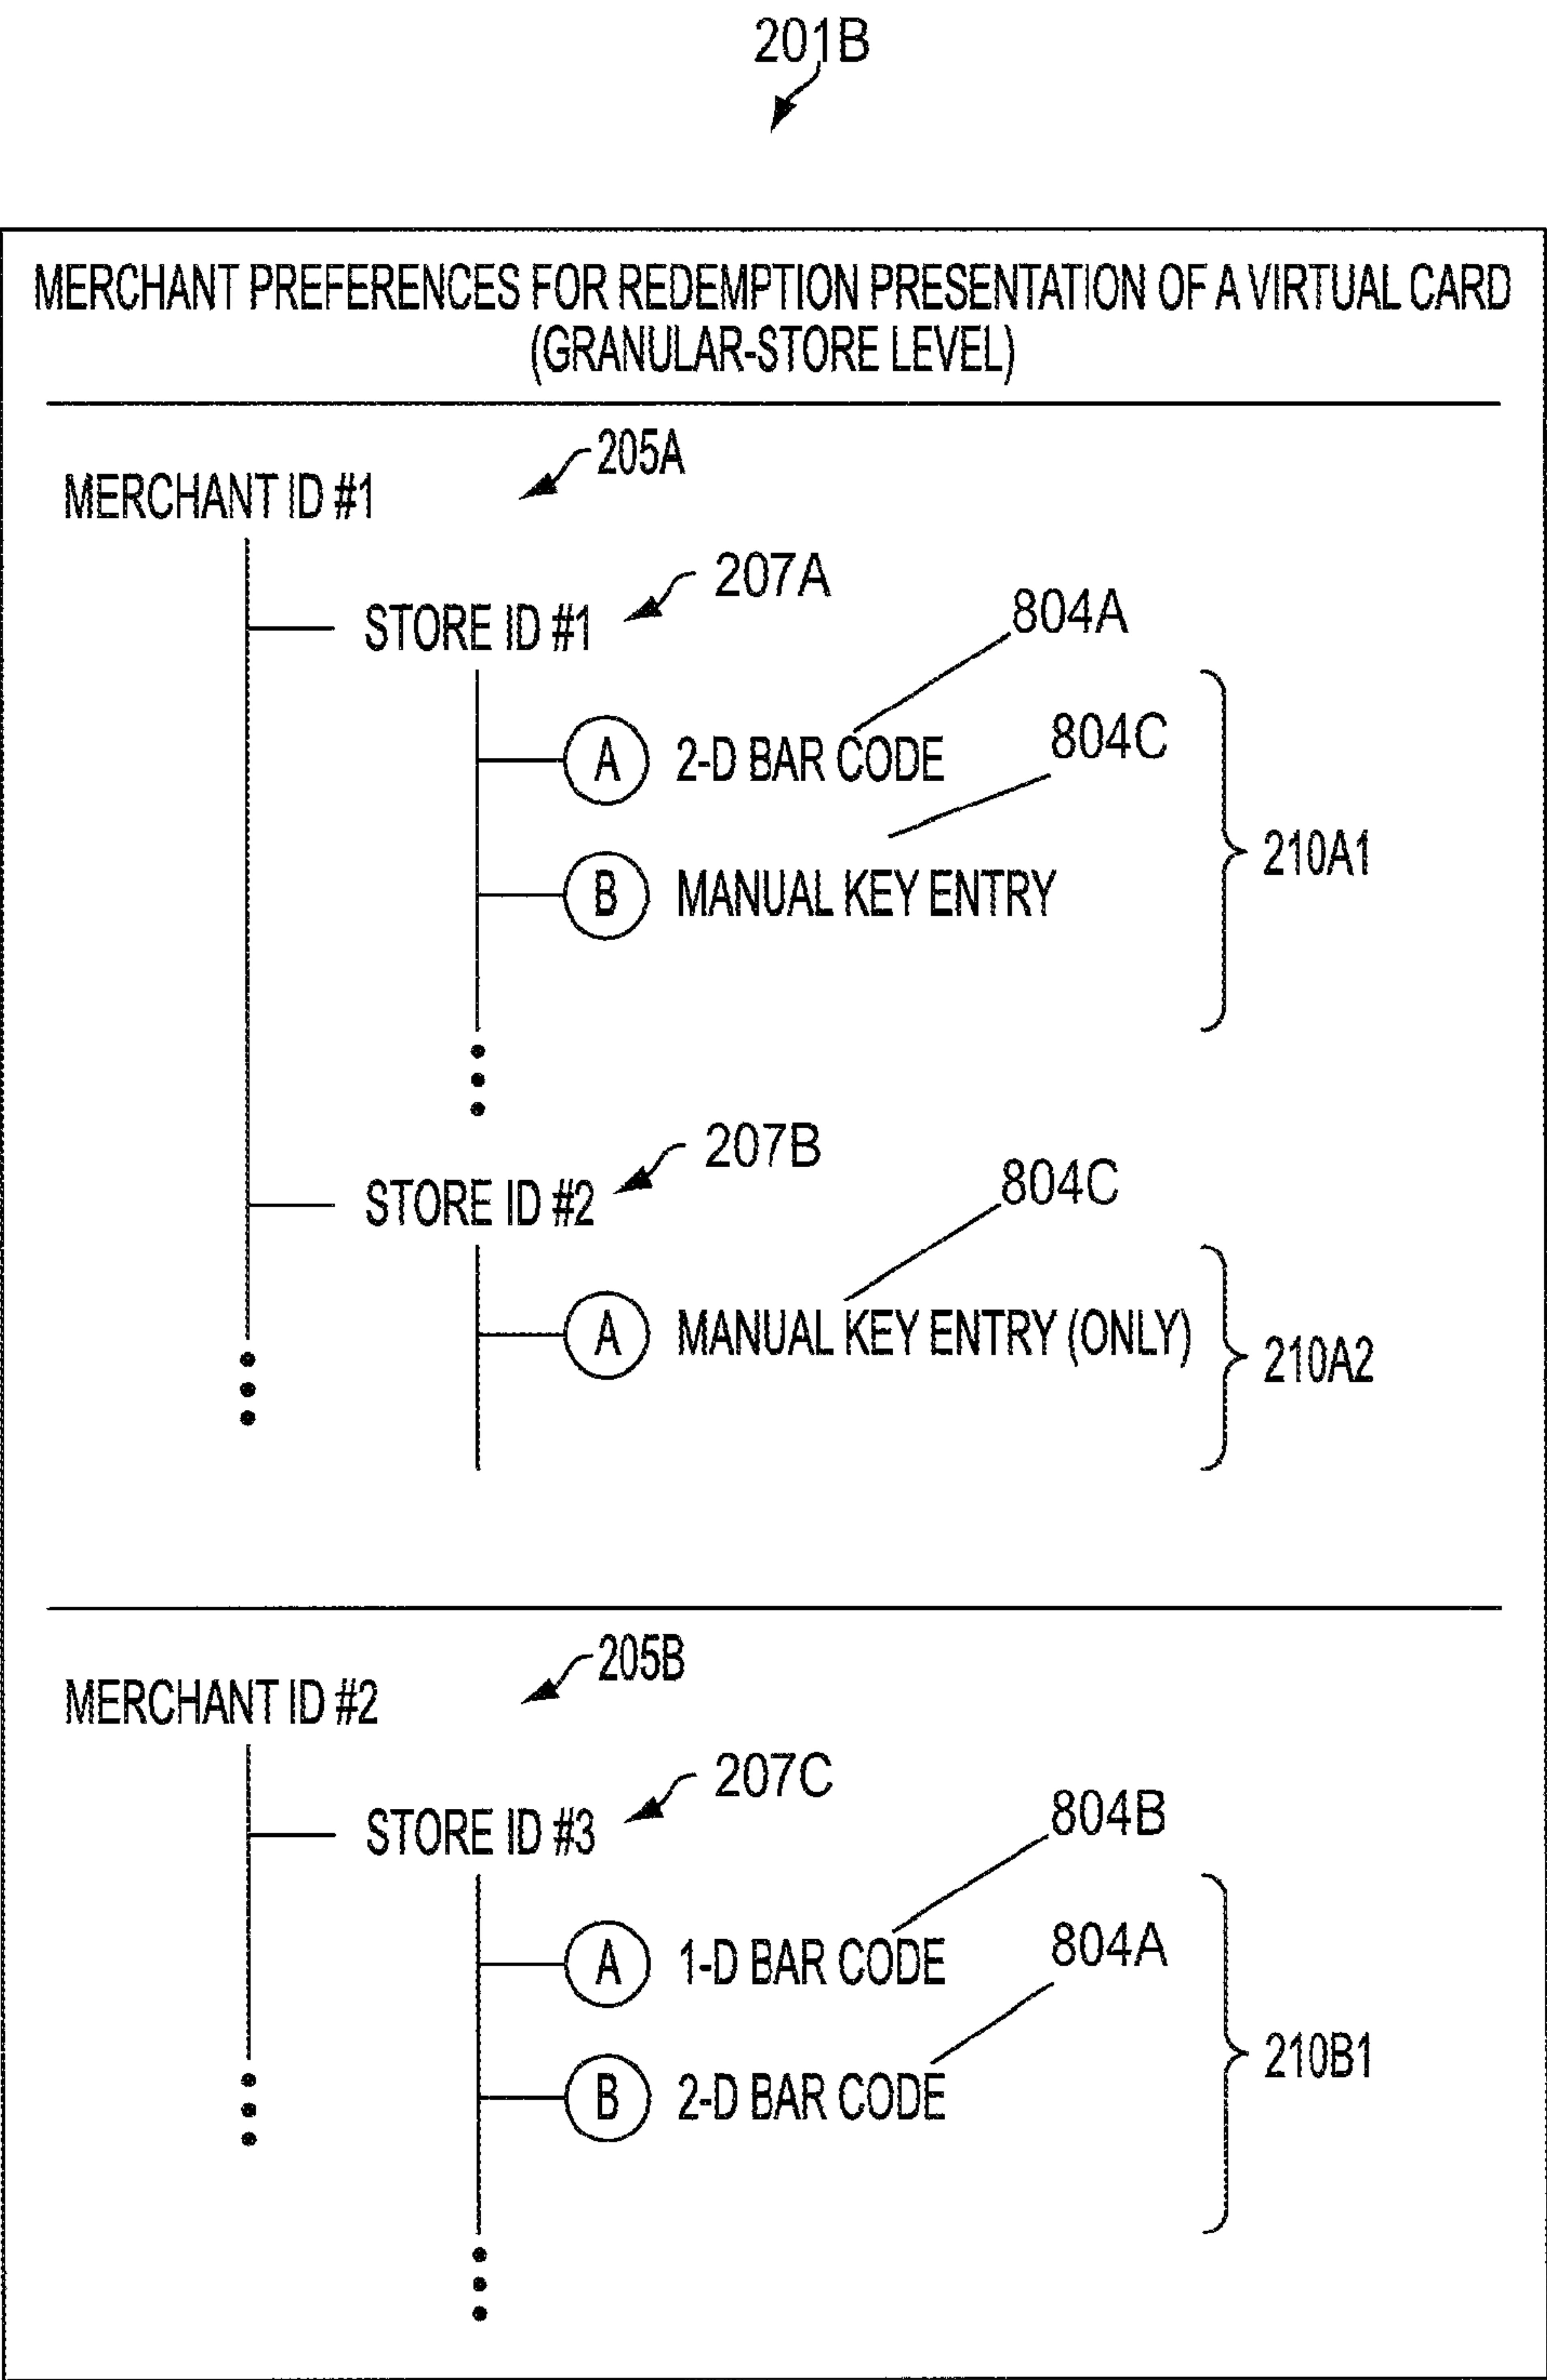 201B
MERCHANT PREFERENCES FOR REDEMPTION PRESENTATION OF A VIRTUAL CARD
(GRANULAR-STORE LEVEL)
205A
MERCHANT ID #1
207A
STORE ID #1
804A
A 2-D BAR CODE
804C
B MANUAL KEY ENTRY
210A1
207B
STORE ID #2
804C
A MANUAL KEY ENTRY (ONLY)
210A2
205B
MERCHANT ID #2
207C
STORE ID #3
804B
A 1-D BAR CODE
804A
B 2-D BAR CODE
210B1